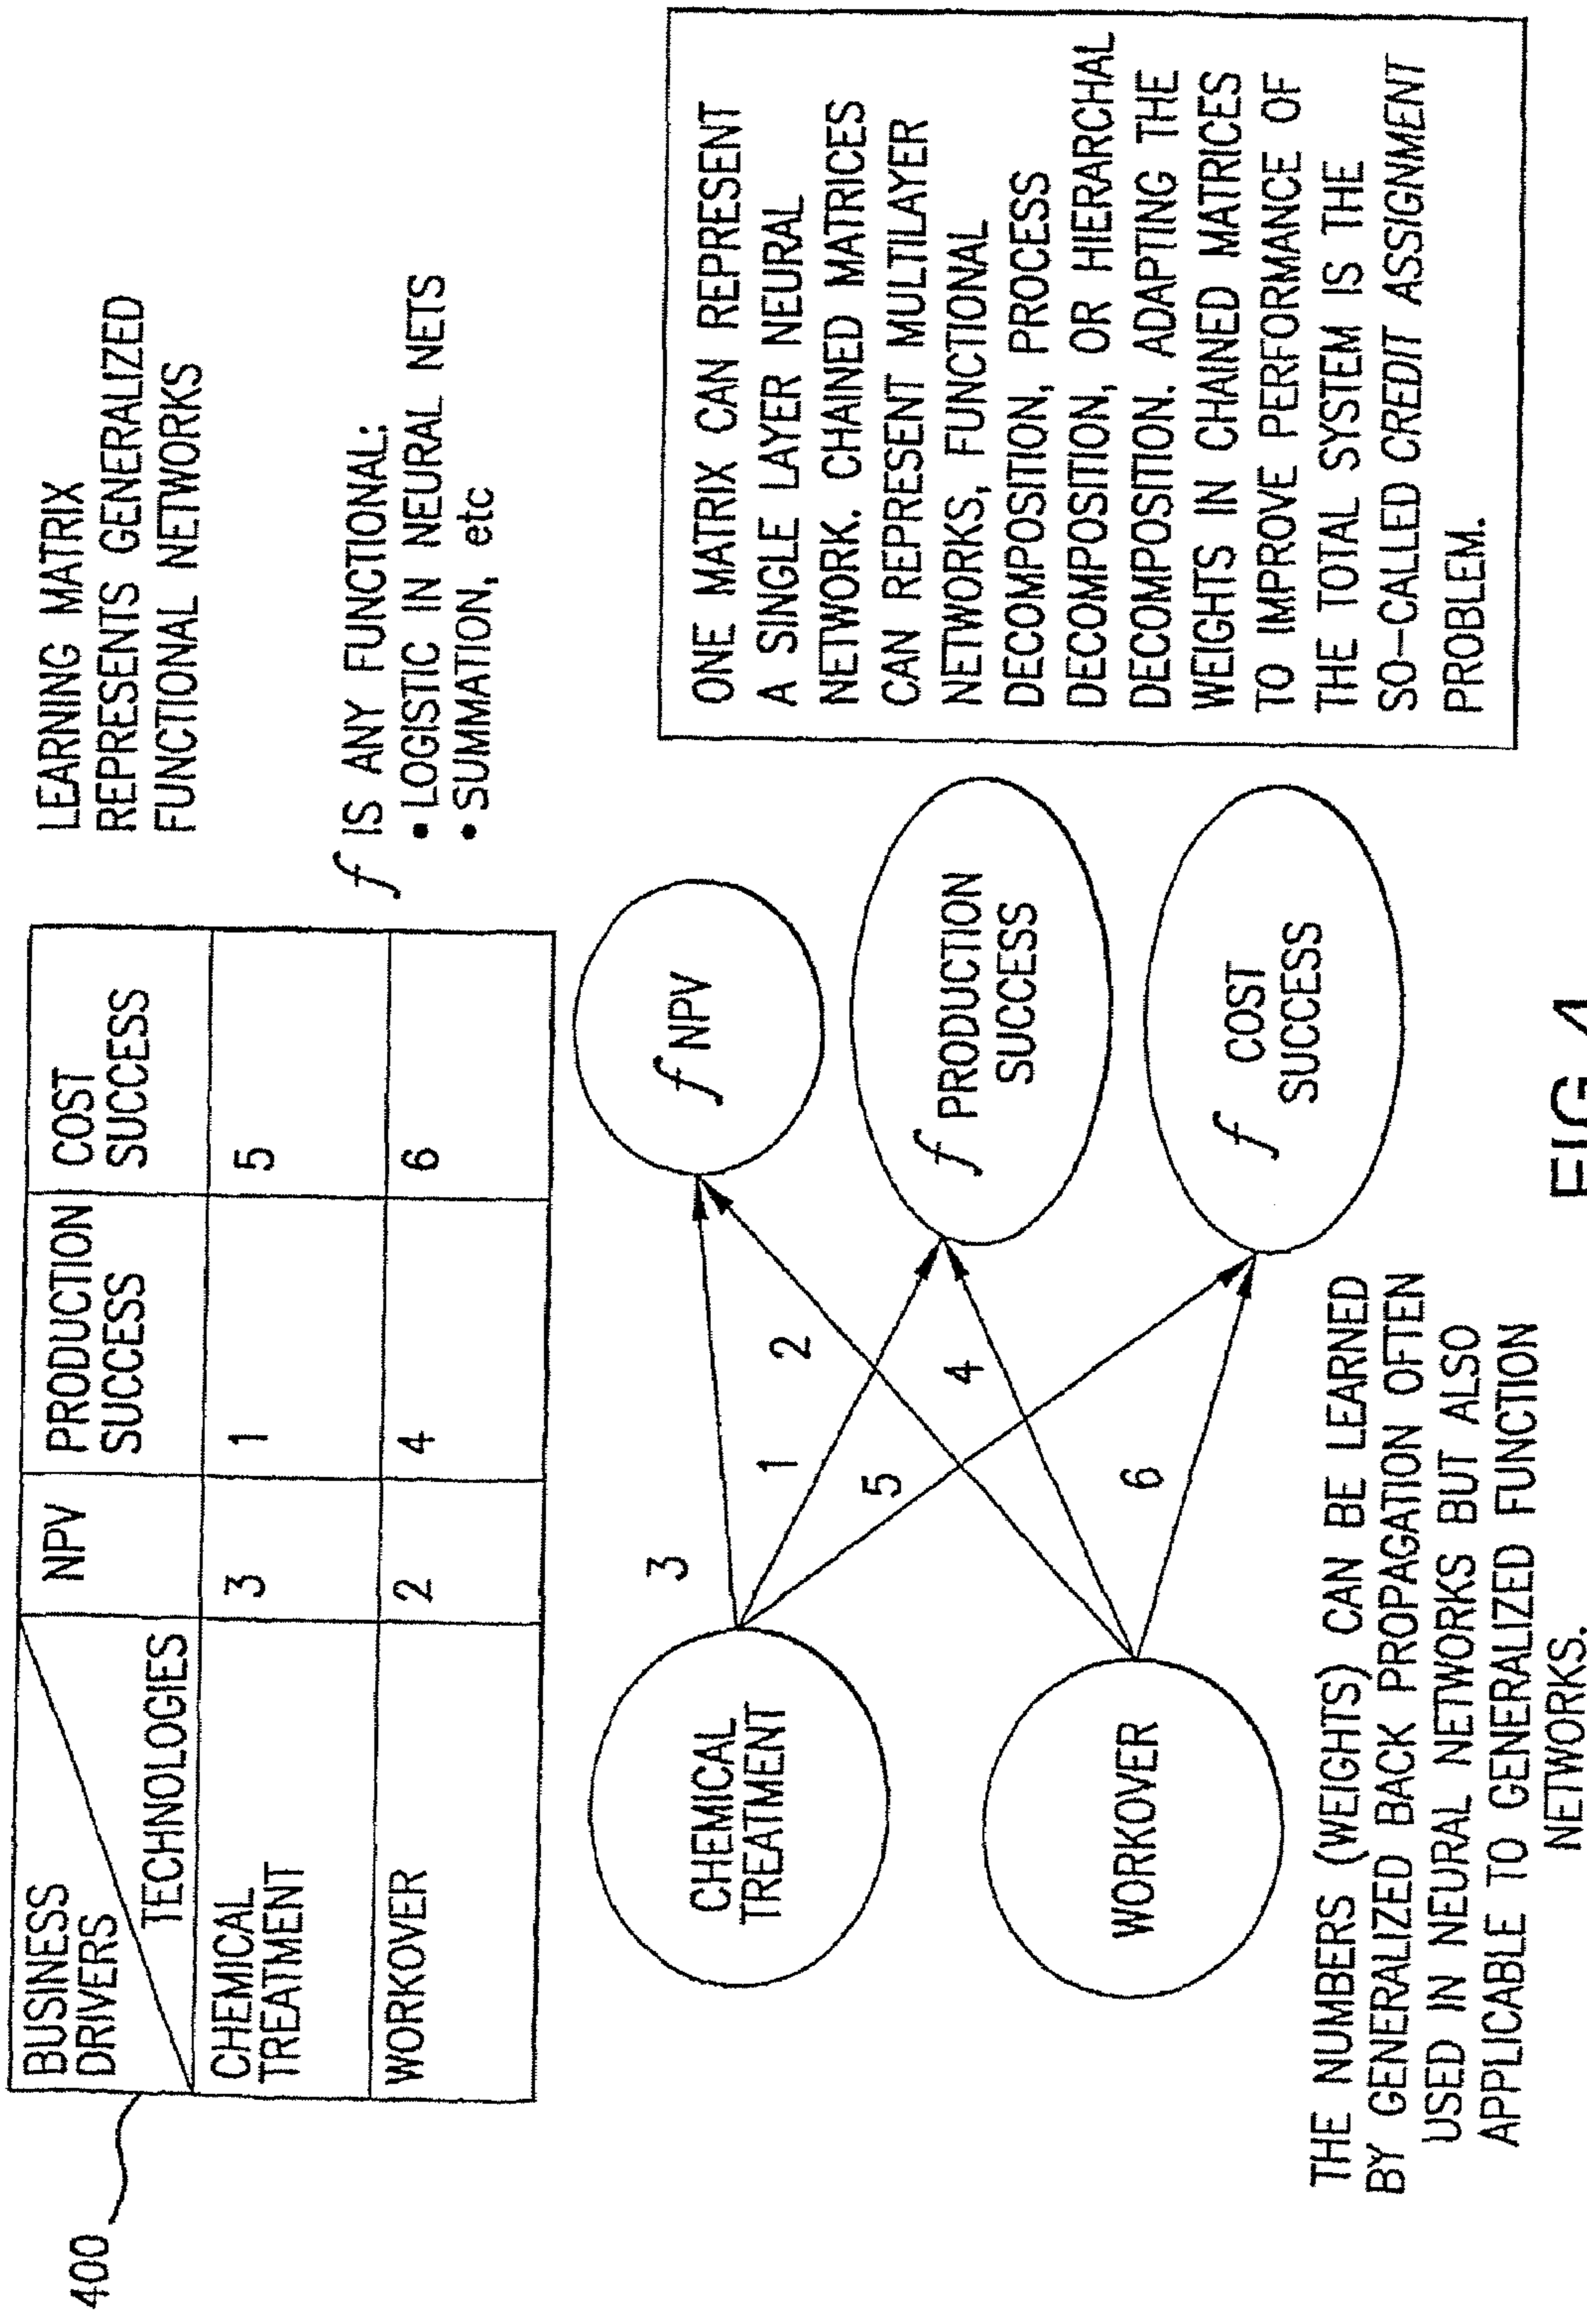 400
BUSINESS
DRIVERS
TECHNOLOGIES
NPV
PRODUCTION
SUCCESS
COST
SUCCESS
CHEMICAL
TREATMENT
3
1
5
WORKOVER
2
4
6
LEARNING MATRIX
REPRESENTS GENERALIZED
FUNCTIONAL NETWORKS
f IS ANY FUNCTIONAL:
• LOGISTIC IN NEURAL NETS
• SUMMATION, etc
CHEMICAL
TREATMENT
WORKOVER
3
1
2
5
4
6
f NPV
f PRODUCTION
SUCCESS
f COST
SUCCESS
ONE MATRIX CAN REPRESENT
A SINGLE LAYER NEURAL
NETWORK. CHAINED MATRICES
CAN REPRESENT MULTILAYER
NETWORKS, FUNCTIONAL
DECOMPOSITION, PROCESS
DECOMPOSITION, OR HIERARCHAL
DECOMPOSITION. ADAPTING THE
WEIGHTS IN CHAINED MATRICES
TO IMPROVE PERFORMANCE OF
THE TOTAL SYSTEM IS THE
SO-CALLED CREDIT ASSIGNMENT
PROBLEM.
THE NUMBERS (WEIGHTS) CAN BE LEARNED
BY GENERALIZED BACK PROPAGATION OFTEN
USED IN NEURAL NETWORKS BUT ALSO
APPLICABLE TO GENERALIZED FUNCTION
NETWORKS.
FIG. 4